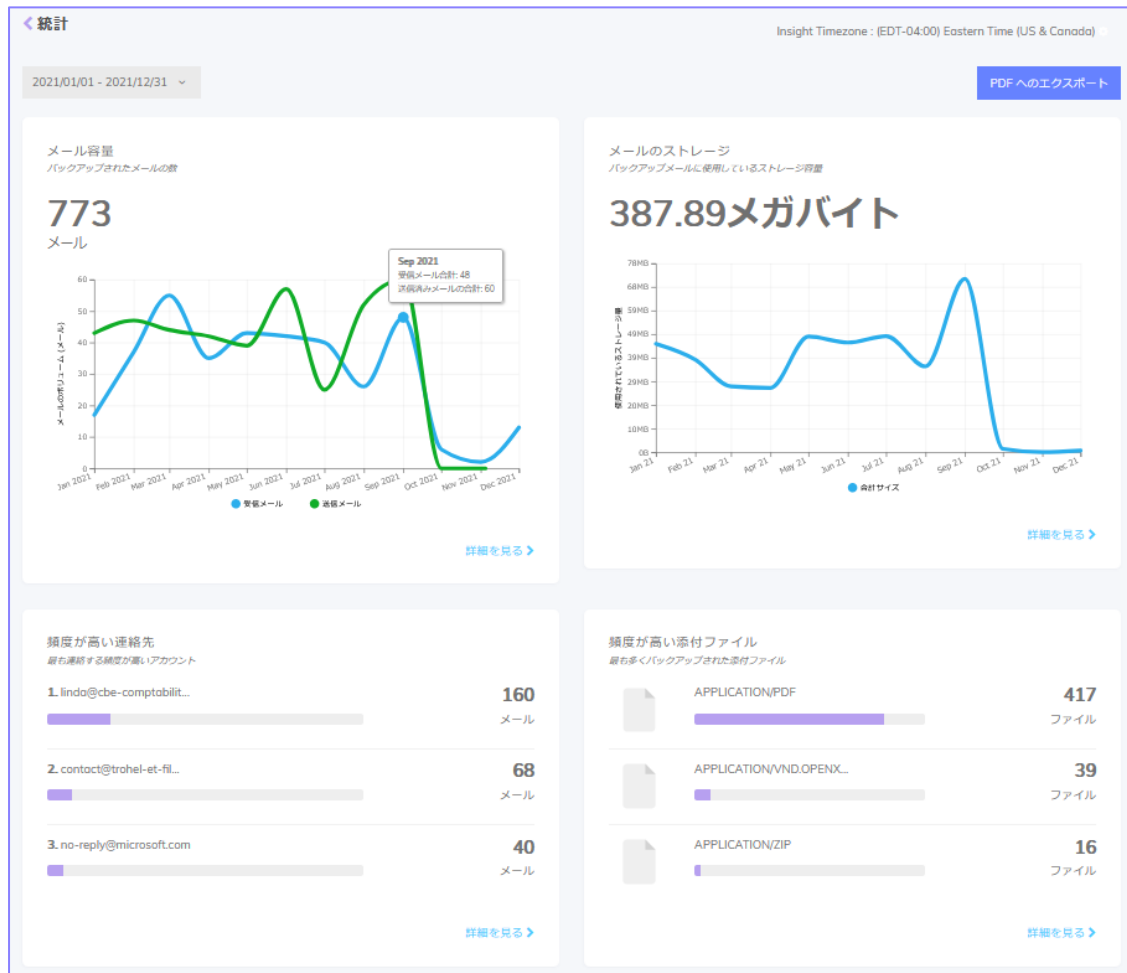 統計
Insight Timezone : (EDT-04:00) Eastern Time (US & Canada)
2021/01/01 - 2021/12/31
PDF へのエクスポート
メール容量
バックアップされたメールの数
773
メール
Sep 2021
受信メール合計: 48
送信済みメールの合計: 60
60
50
40
30
20
10
0
メールのボリューム (メール)
Jan 2021
Feb 2021
Mar 2021
Apr 2021
May 2021
Jun 2021
Jul 2021
Aug 2021
Sep 2021
Oct 2021
Nov 2021
Dec 2021
受信メール
送信メール
詳細を見る
メールのストレージ
バックアップメールに使用しているストレージ容量
387.89メガバイト
78MB
68MB
59MB
49MB
39MB
29MB
20MB
10MB
0B
使用されているストレージ量
Jan 21
Feb 21
Mar 21
Apr 21
May 21
Jun 21
Jul 21
Aug 21
Sep 21
Oct 21
Nov 21
Dec 21
合計サイズ
詳細を見る
頻度が高い連絡先
最も連絡する頻度が高いアカウント
1. linda@cbe-comptabilit...
160
メール
2. contact@trohel-et-fil...
68
メール
3. no-reply@microsoft.com
40
メール
詳細を見る
頻度が高い添付ファイル
最も多くバックアップされた添付ファイル
APPLICATION/PDF
417
ファイル
APPLICATION/VND.OPENX...
39
ファイル
APPLICATION/ZIP
16
ファイル
詳細を見る